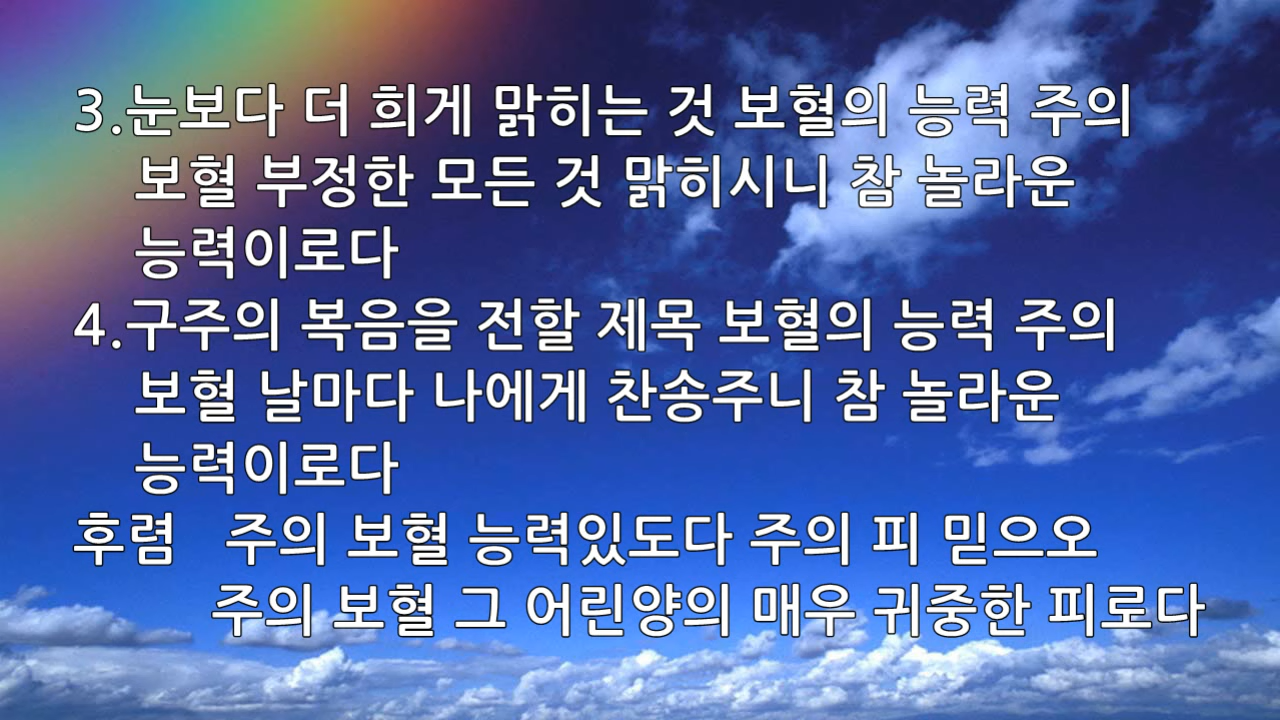 3.눈보다 더 희게 맑히는 것 보혈의 능력 주의
보혈 부정한 모든 것 맑히시니 참 놀라운
능력이로다
4.구주의 복음을 전할 제목 보혈의 능력 주의
보혈 날마다 나에게 찬송주니 참 놀라운
능력이로다
후렴 주의 보혈 능력있도다 주의 피 믿으오
주의 보혈 그 어린양의 매우 귀중한 피로다